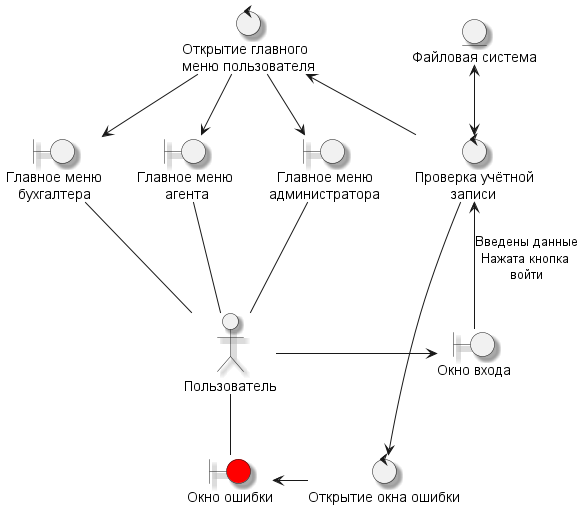 Открытие главного
меню пользователя
Файловая система
Главное меню
бухгалтера
Главное меню
агента
Главное меню
администратора
Проверка учётной
записи
Введены данные
Нажата кнопка
войти
Пользователь
Окно входа
Окно ошибки
Открытие окна ошибки